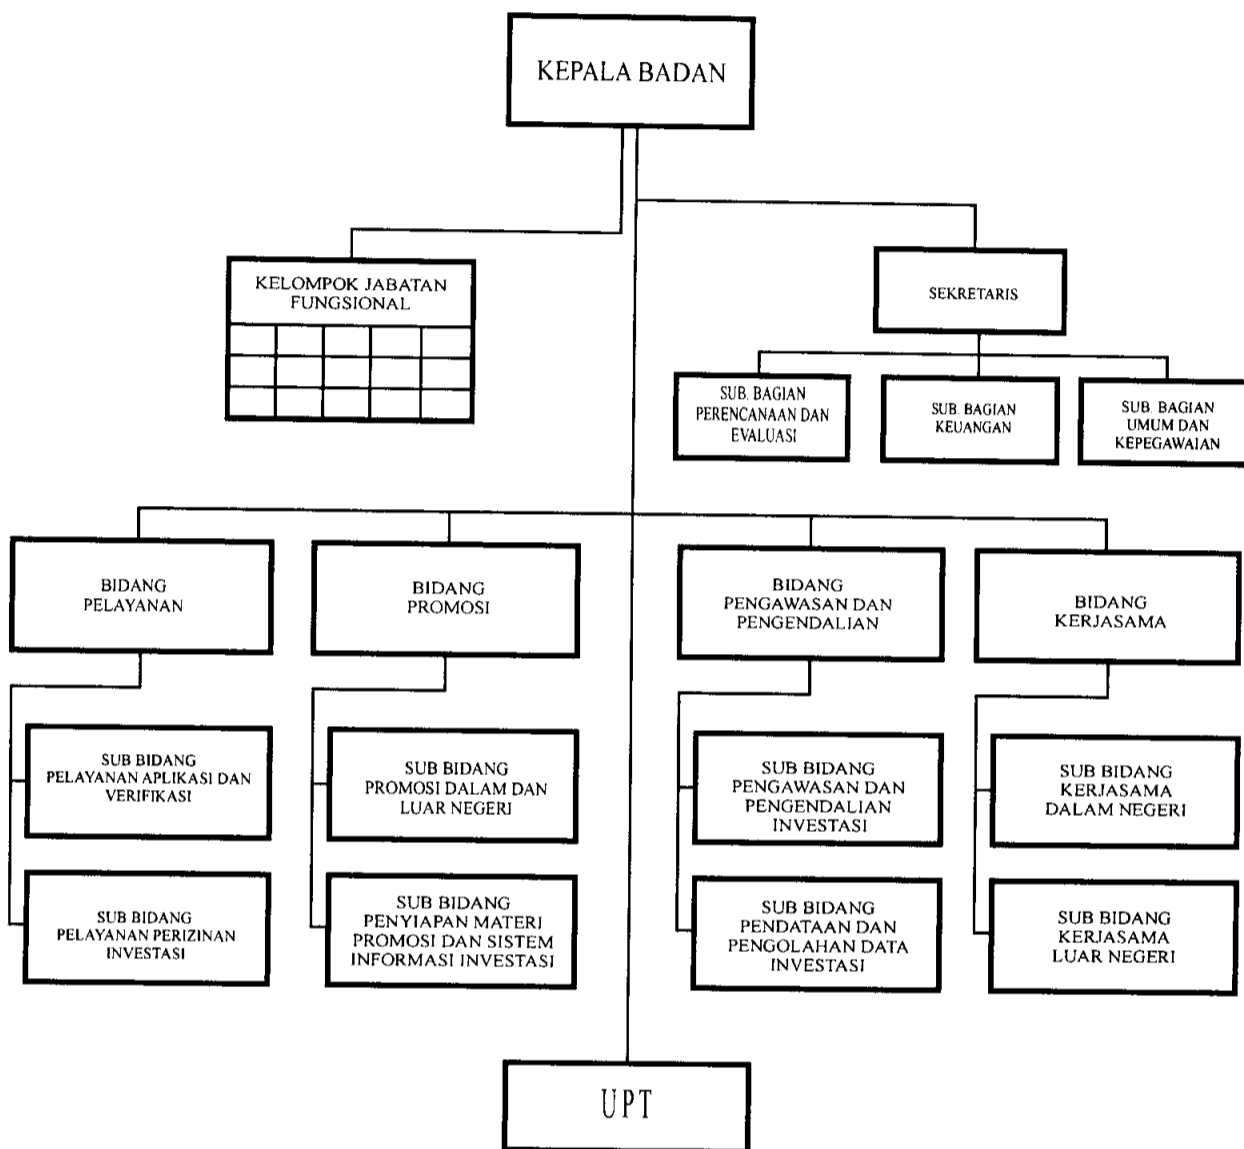 KEPALA BADAN
KELOMPOK JABATAN
FUNGSIONAL
SEKRETARIS
SUB. BAGIAN
PERENCANAAN DAN
EVALUASI
SUB. BAGIAN
KEUANGAN
SUB. BAGIAN
UMUM DAN
KEPEGAWAIAN
BIDANG
PELAYANAN
BIDANG
PROMOSI
BIDANG
PENGAWASAN DAN
PENGENDALIAN
BIDANG
KERJASAMA
SUB BIDANG
PELAYANAN APLIKASI DAN
VERIFIKASI
SUB BIDANG
PROMOSI DALAM DAN
LUAR NEGERI
SUB BIDANG
PENGAWASAN DAN
PENGENDALIAN
INVESTASI
SUB BIDANG
KERJASAMA
DALAM NEGERI
SUB BIDANG
PELAYANAN PERIZINAN
INVESTASI
SUB BIDANG
PENYIAPAN MATERI
PROMOSI DAN SISTEM
INFORMASI INVESTASI
SUB BIDANG
PENDATAAN DAN
PENGOLAHAN DATA
INVESTASI
SUB BIDANG
KERJASAMA
LUAR NEGERI
UPT